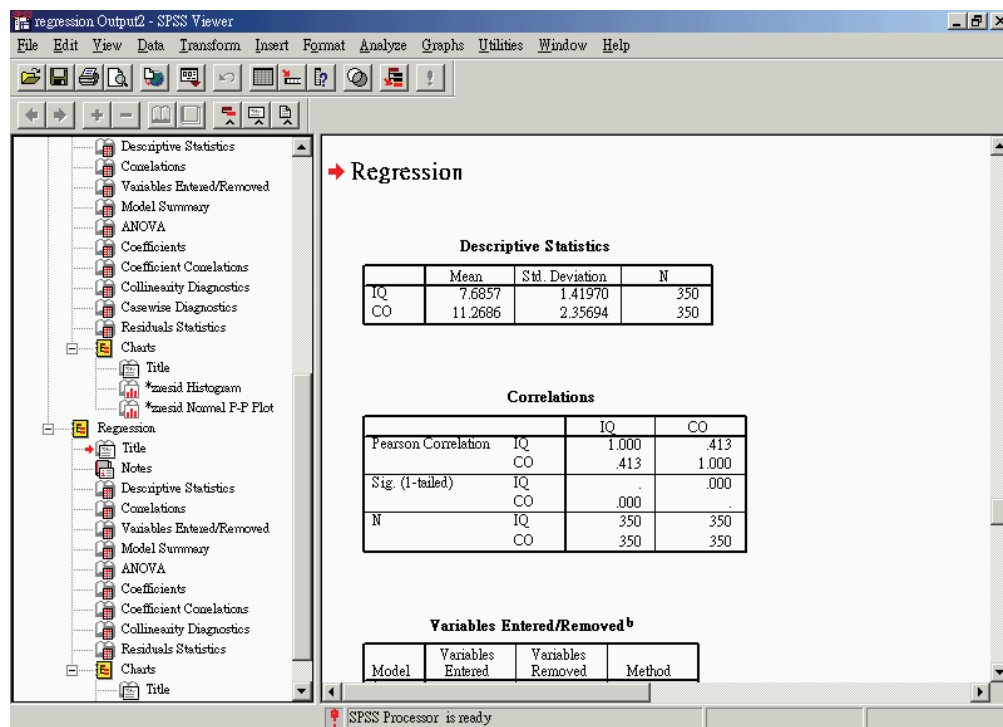 regression Output2 - SPSS Viewer
File Edit View Data Transform Insert Format Analyze Graphs Utilities Window Help
Descriptive Statistics
Correlations
Variables Entered/Removed
Model Summary
ANOVA
Coefficients
Coefficient Correlations
Collinearity Diagnostics
Casewise Diagnostics
Residuals Statistics
Charts
Title
*zresid Histogram
*zresid Normal P-P Plot
Regression
Title
Notes
Descriptive Statistics
Correlations
Variables Entered/Removed
Model Summary
ANOVA
Coefficients
Coefficient Correlations
Collinearity Diagnostics
Residuals Statistics
Charts
Title
Regression
Descriptive Statistics
Mean Std. Deviation N
IQ 7.6857 1.41970 350
CO 11.2686 2.35694 350
Correlations
IQ CO
Pearson Correlation IQ 1.000 .413
CO .413 1.000
Sig. (1-tailed) IQ . .000
CO .000 .
N IQ 350 350
CO 350 350
Variables Entered/Removed b
Variables Variables
Model Entered Removed Method
SPSS Processor is ready